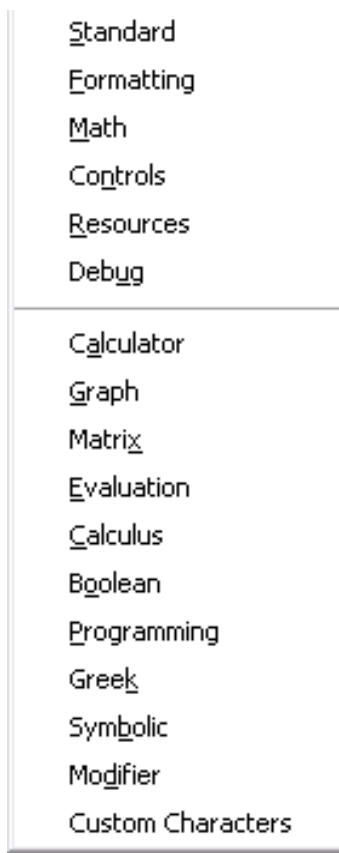 Standard
Formatting
Math
Controls
Resources
Debug
Calculator
Graph
Matrix
Evaluation
Calculus
Boolean
Programming
Greek
Symbolic
Modifier
Custom Characters